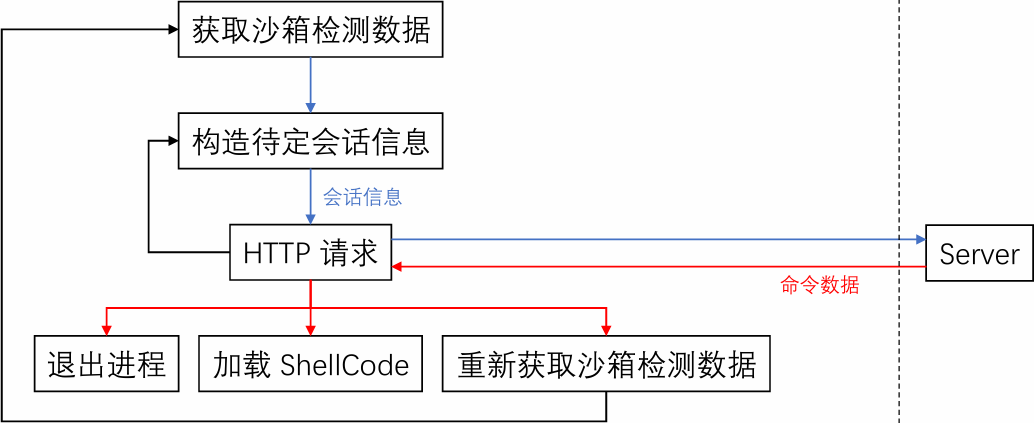 获取沙箱检测数据
构造待定会话信息
会话信息
HTTP 请求
Server
命令数据
退出进程
加载 ShellCode
重新获取沙箱检测数据